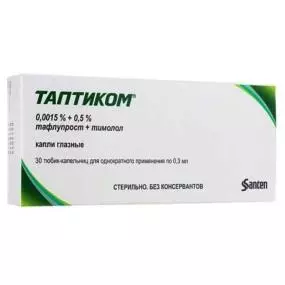 ТАПТИКОМ®
0,0015 % + 0,5 %
тафлупрост + тимолол
капли глазные
30 тюбик-капельниц для однократного применения по 0,3 мл
СТЕРИЛЬНО. БЕЗ КОНСЕРВАНТОВ
Santen